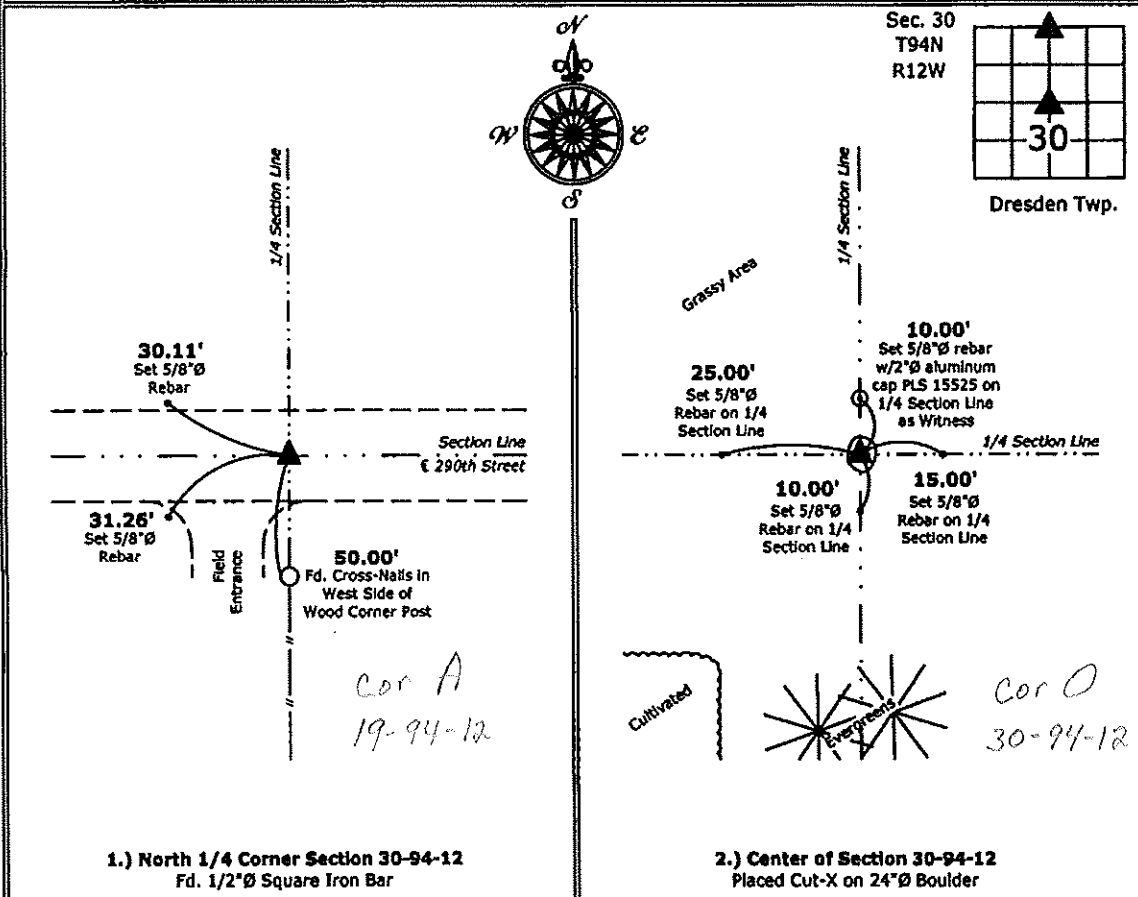 N
W
E
S
Sec. 30
T94N
R12W
30
Dresden Twp.
1/4 Section Line
30.11'
Set 5/8"Ø
Rebar
Section Line
℄ 290th Street
31.26'
Set 5/8"Ø
Rebar
Field
Entrance
50.00'
Fd. Cross-Nails in
West Side of
Wood Corner Post
Cor A
19-94-12
1.) North 1/4 Corner Section 30-94-12
Fd. 1/2"Ø Square Iron Bar
1/4 Section Line
Grassy Area
10.00'
Set 5/8"Ø rebar
w/2"Ø aluminum
cap PLS 15525 on
1/4 Section Line
as Witness
25.00'
Set 5/8"Ø
Rebar on 1/4
Section Line
1/4 Section Line
10.00'
Set 5/8"Ø
Rebar on 1/4
Section Line
15.00'
Set 5/8"Ø
Rebar on 1/4
Section Line
Cultivated
Evergreens
Cor O
30-94-12
2.) Center of Section 30-94-12
Placed Cut-X on 24"Ø Boulder